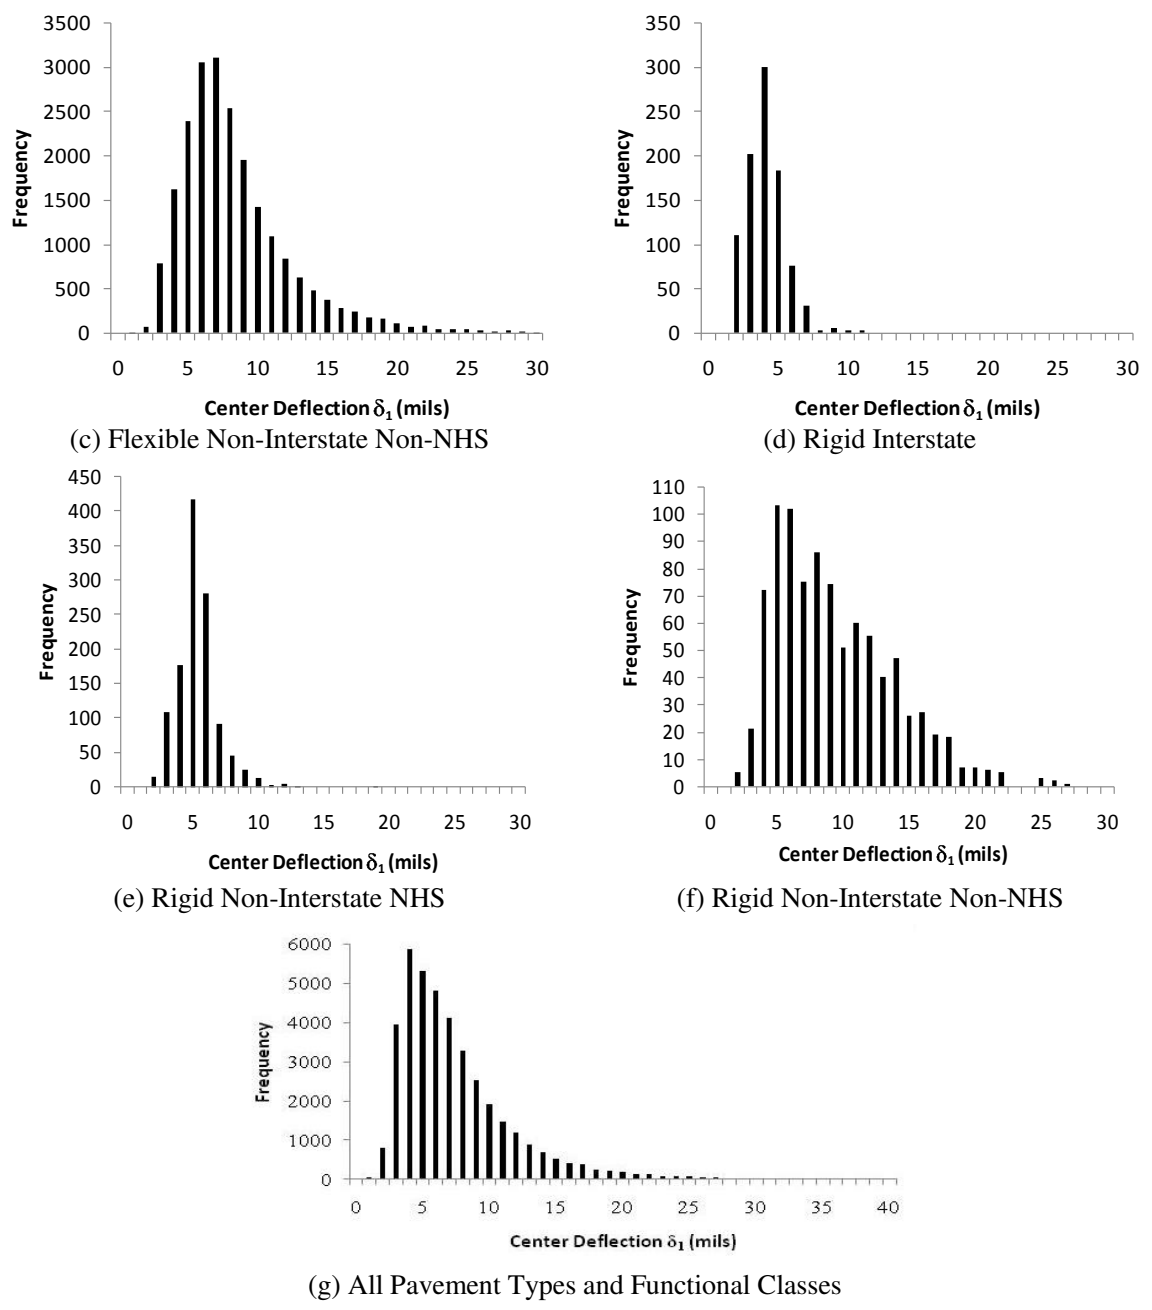 3500
3000
2500
2000
1500
1000
500
0
Frequency
0 5 10 15 20 25 30
Center Deflection δ1 (mils)
(c) Flexible Non-Interstate Non-NHS
350
300
250
200
150
100
50
0
Frequency
0 5 10 15 20 25 30
Center Deflection δ1 (mils)
(d) Rigid Interstate
450
400
350
300
250
200
150
100
50
0
Frequency
0 5 10 15 20 25 30
Center Deflection δ1 (mils)
(e) Rigid Non-Interstate NHS
110
100
90
80
70
60
50
40
30
20
10
0
Frequency
0 5 10 15 20 25 30
Center Deflection δ1 (mils)
(f) Rigid Non-Interstate Non-NHS
6000
5000
4000
3000
2000
1000
0
Frequency
0 5 10 15 20 30 35 40
Center Deflection δ1 (mils)
(g) All Pavement Types and Functional Classes